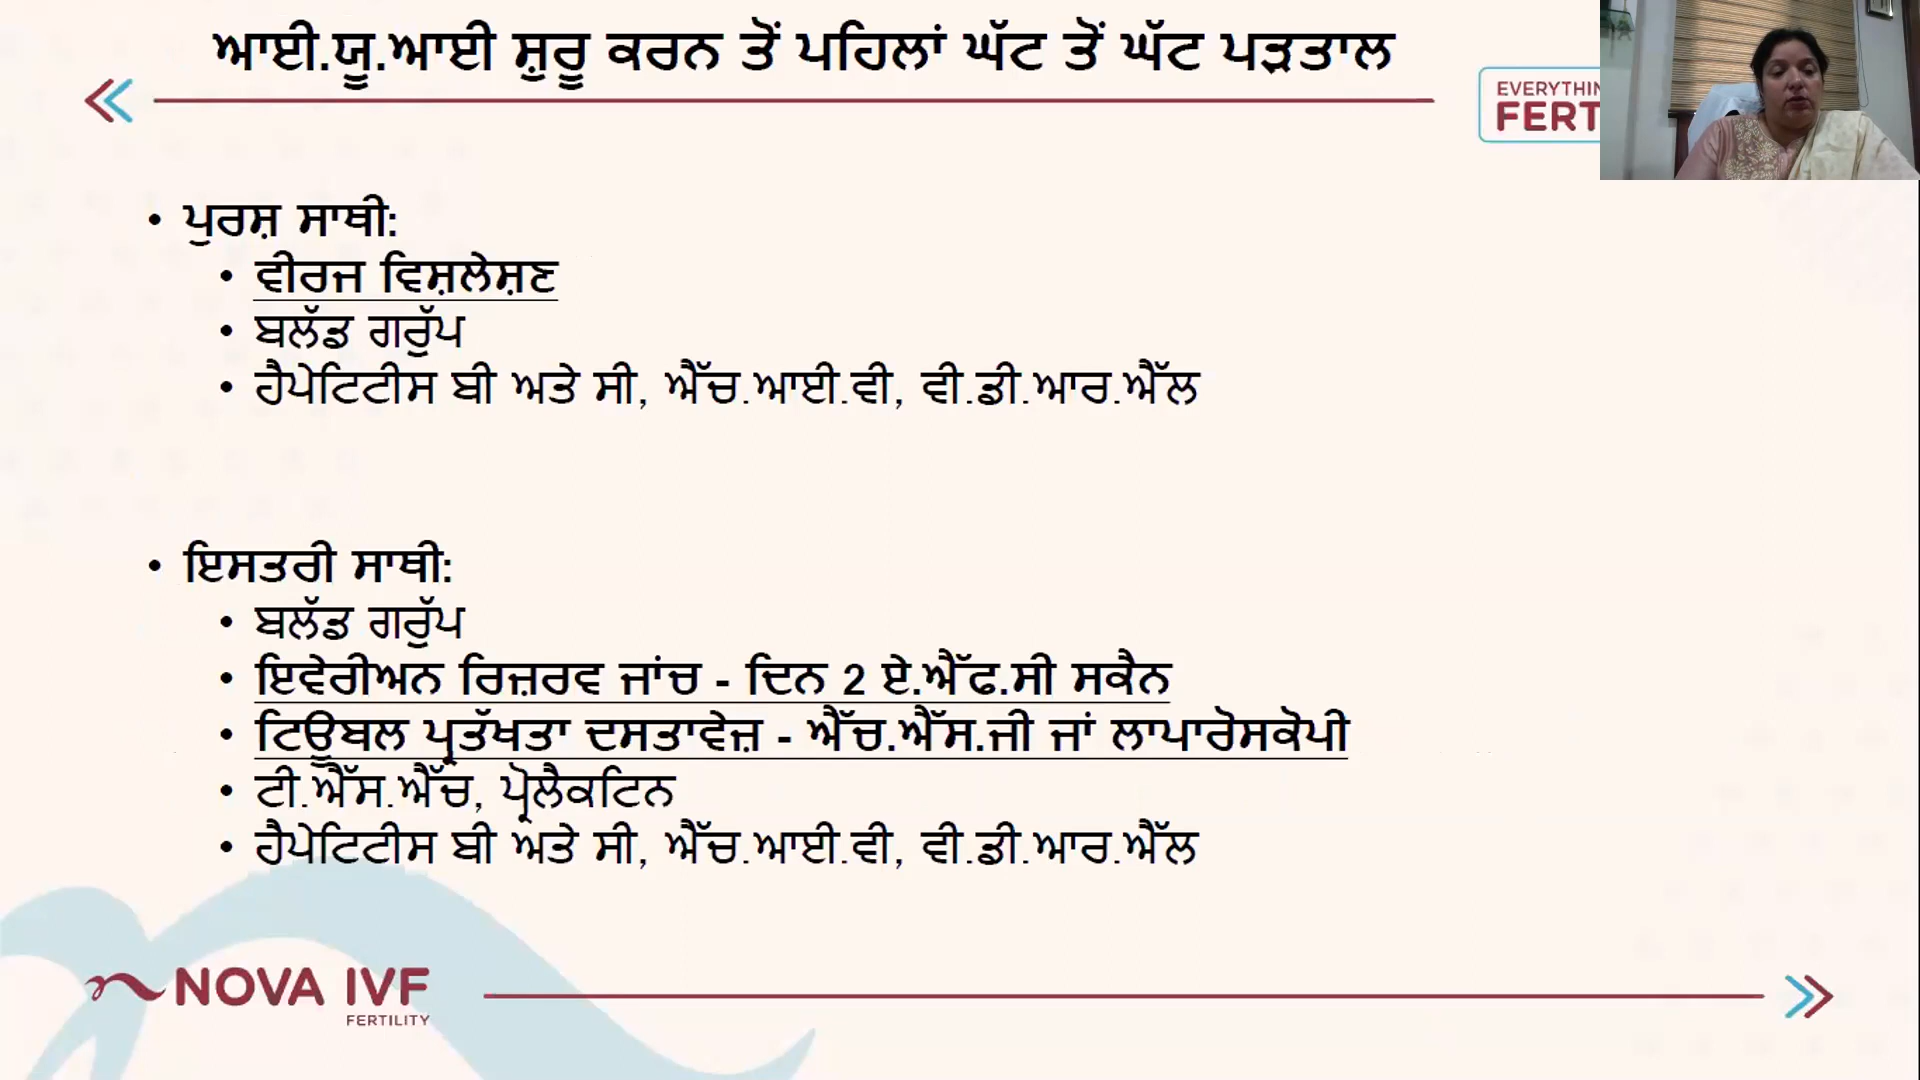 ਆਈ.ਯੂ.ਆਈ ਸ਼ੁਰੂ ਕਰਨ ਤੋਂ ਪਹਿਲਾਂ ਘੱਟ ਤੋਂ ਘੱਟ ਪੜਤਾਲ
EVERYTHIN
FERT
• ਪੁਰਸ਼ ਸਾਥੀ:
• ਵੀਰਜ ਵਿਸ਼ਲੇਸ਼ਣ
• ਬਲੱਡ ਗਰੁੱਪ
• ਹੈਪੇਟਿਟੀਸ ਬੀ ਅਤੇ ਸੀ, ਐੱਚ.ਆਈ.ਵੀ, ਵੀ.ਡੀ.ਆਰ.ਐੱਲ
• ਇਸਤਰੀ ਸਾਥੀ:
• ਬਲੱਡ ਗਰੁੱਪ
• ਇਵੇਰੀਅਨ ਰਿਜ਼ਰਵ ਜਾਂਚ - ਦਿਨ 2 ਏ.ਐੱਫ.ਸੀ ਸਕੈਨ
• ਟਿਊਬਲ ਪ੍ਰਤੱਖਤਾ ਦਸਤਾਵੇਜ਼ - ਐੱਚ.ਐੱਸ.ਜੀ ਜਾਂ ਲਾਪਾਰੋਸਕੋਪੀ
• ਟੀ.ਐੱਸ.ਐੱਚ, ਪ੍ਰੋਲੈਕਟਿਨ
• ਹੈਪੇਟਿਟੀਸ ਬੀ ਅਤੇ ਸੀ, ਐੱਚ.ਆਈ.ਵੀ, ਵੀ.ਡੀ.ਆਰ.ਐੱਲ
NOVA IVF
FERTILITY